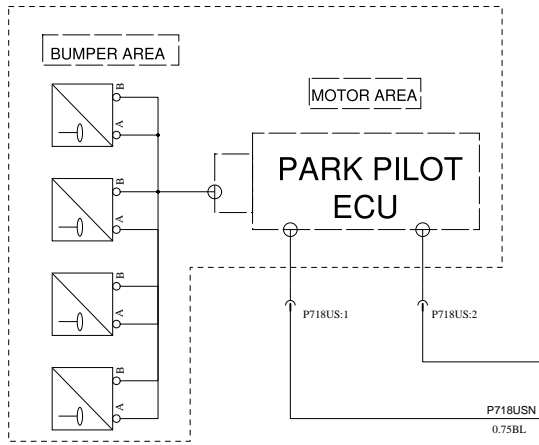 BUMPER AREA
MOTOR AREA
PARK PILOT
ECU
B
A
B
A
B
A
B
A
P718US:1
P718US:2
P718USN
0.75BL